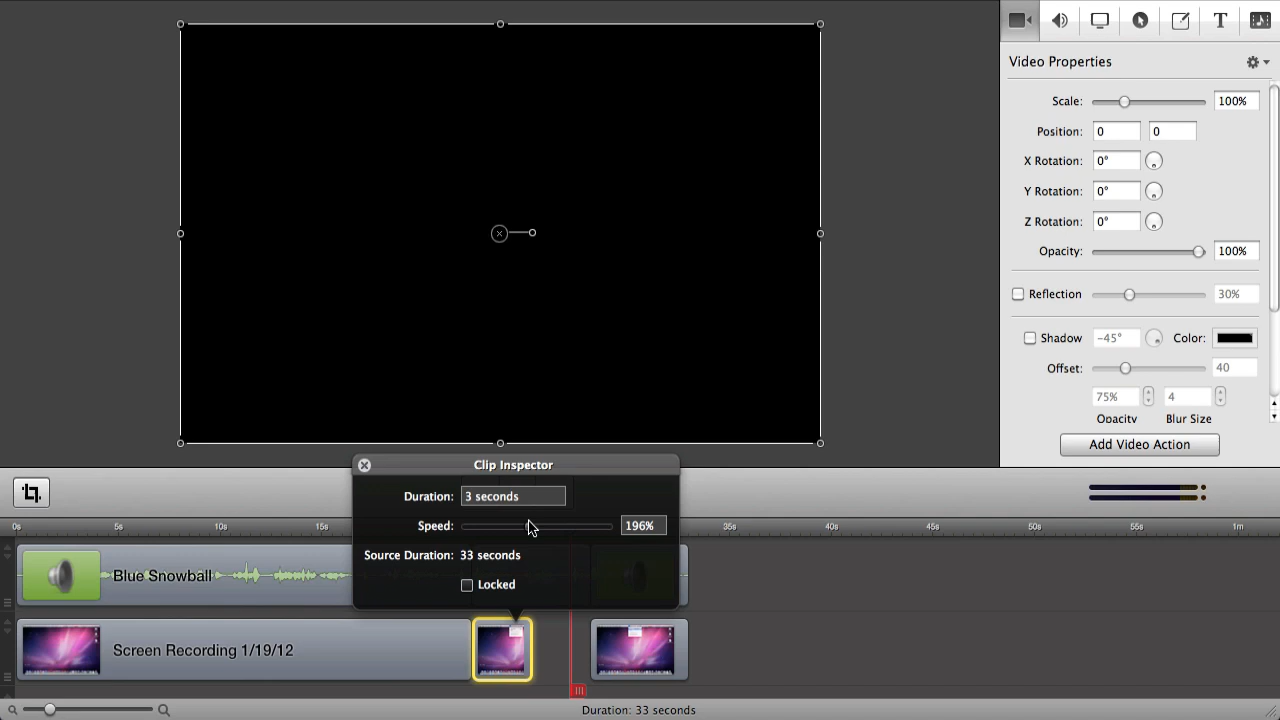 T
Video Properties
Scale: 100%
Position: 0 0
X Rotation: 0°
Y Rotation: 0°
Z Rotation: 0°
Opacity: 100%
Reflection 30%
Shadow -45° Color:
Offset: 40
75% 4
Opacity Blur Size
Add Video Action
Clip Inspector
Duration: 3 seconds
Speed: 196%
Source Duration: 33 seconds
Locked
0s 5s 10s 15s 35s 40s 45s 50s 55s 1m
Blue Snowball
Screen Recording 1/19/12
Duration: 33 seconds